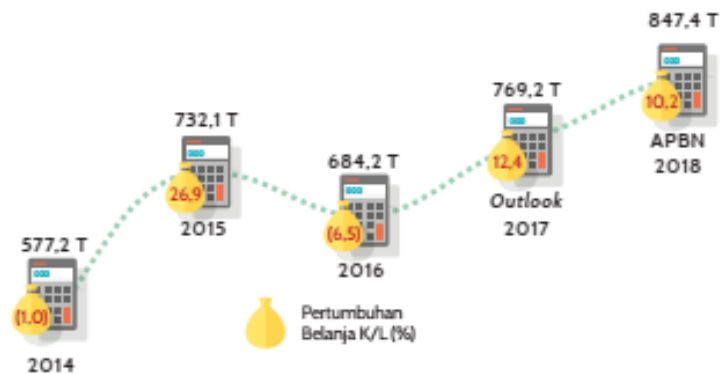 847,4 T
10,2
APBN
2018
769,2 T
12,4
Outlook
2017
732,1 T
26,9
2015
684,2 T
(6,5)
2016
577,2 T
(1,0)
2014
Pertumbuhan
Belanja K/L (%)